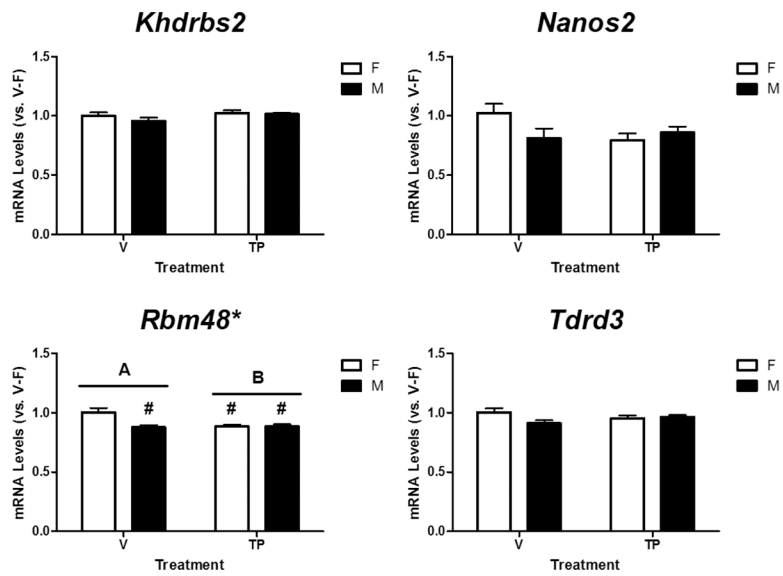 Khdrbs2
mRNA Levels (vs. V-F)
1.5
1.0
0.5
0.0
V
TP
Treatment
F
M
Nanos2
mRNA Levels (vs. V-F)
1.5
1.0
0.5
0.0
V
TP
Treatment
F
M
Rbm48*
mRNA Levels (vs. V-F)
1.5
1.0
0.5
0.0
A
B
#
#
#
V
TP
Treatment
F
M
Tdrd3
mRNA Levels (vs. V-F)
1.5
1.0
0.5
0.0
V
TP
Treatment
F
M